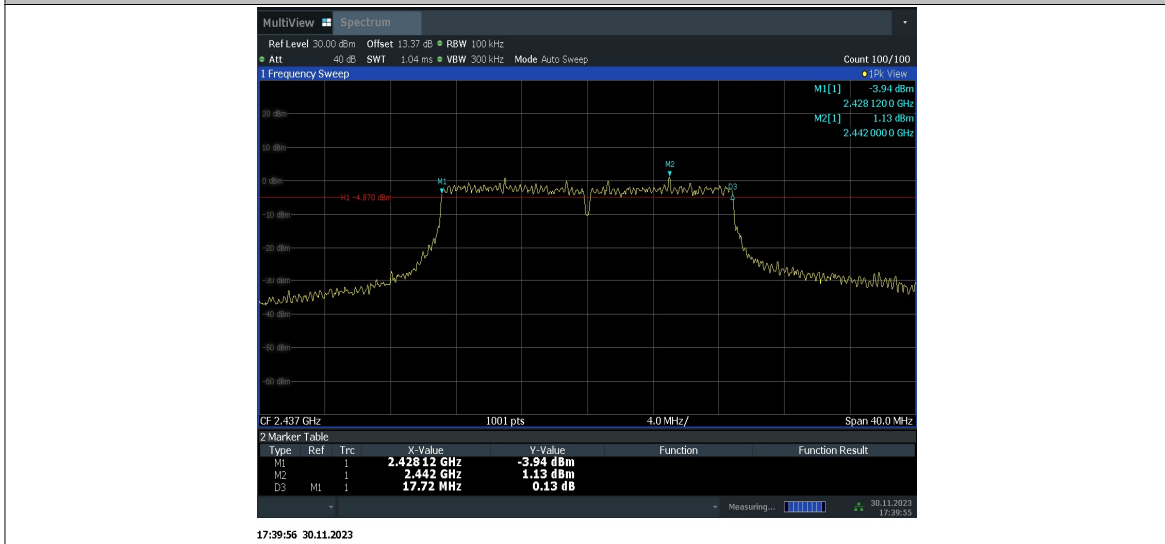 MultiView Spectrum
Ref Level 30.00 dBm Offset 13.37 dB RBW 100 kHz
Att 40 dB SWT 1.04 ms VBW 300 kHz Mode Auto Sweep Count 100/100
1 Frequency Sweep 1Pk View
M1[1] -3.94 dBm
2.428 120 0 GHz
20 dBm
M2[1] 1.13 dBm
2.442 000 0 GHz
10 dBm
M2
0 dBm
M1
D3
H1 -4.870 dBm
-10 dBm
-20 dBm
-30 dBm
-40 dBm
-50 dBm
-60 dBm
CF 2.437 GHz 1001 pts 4.0 MHz/ Span 40.0 MHz
2 Marker Table
Type Ref Trc X-Value Y-Value Function Function Result
M1 1 2.428 12 GHz -3.94 dBm
M2 1 2.442 GHz 1.13 dBm
D3 M1 1 17.72 MHz 0.13 dB
Measuring... 30.11.2023
17:39:55
17:39:56 30.11.2023